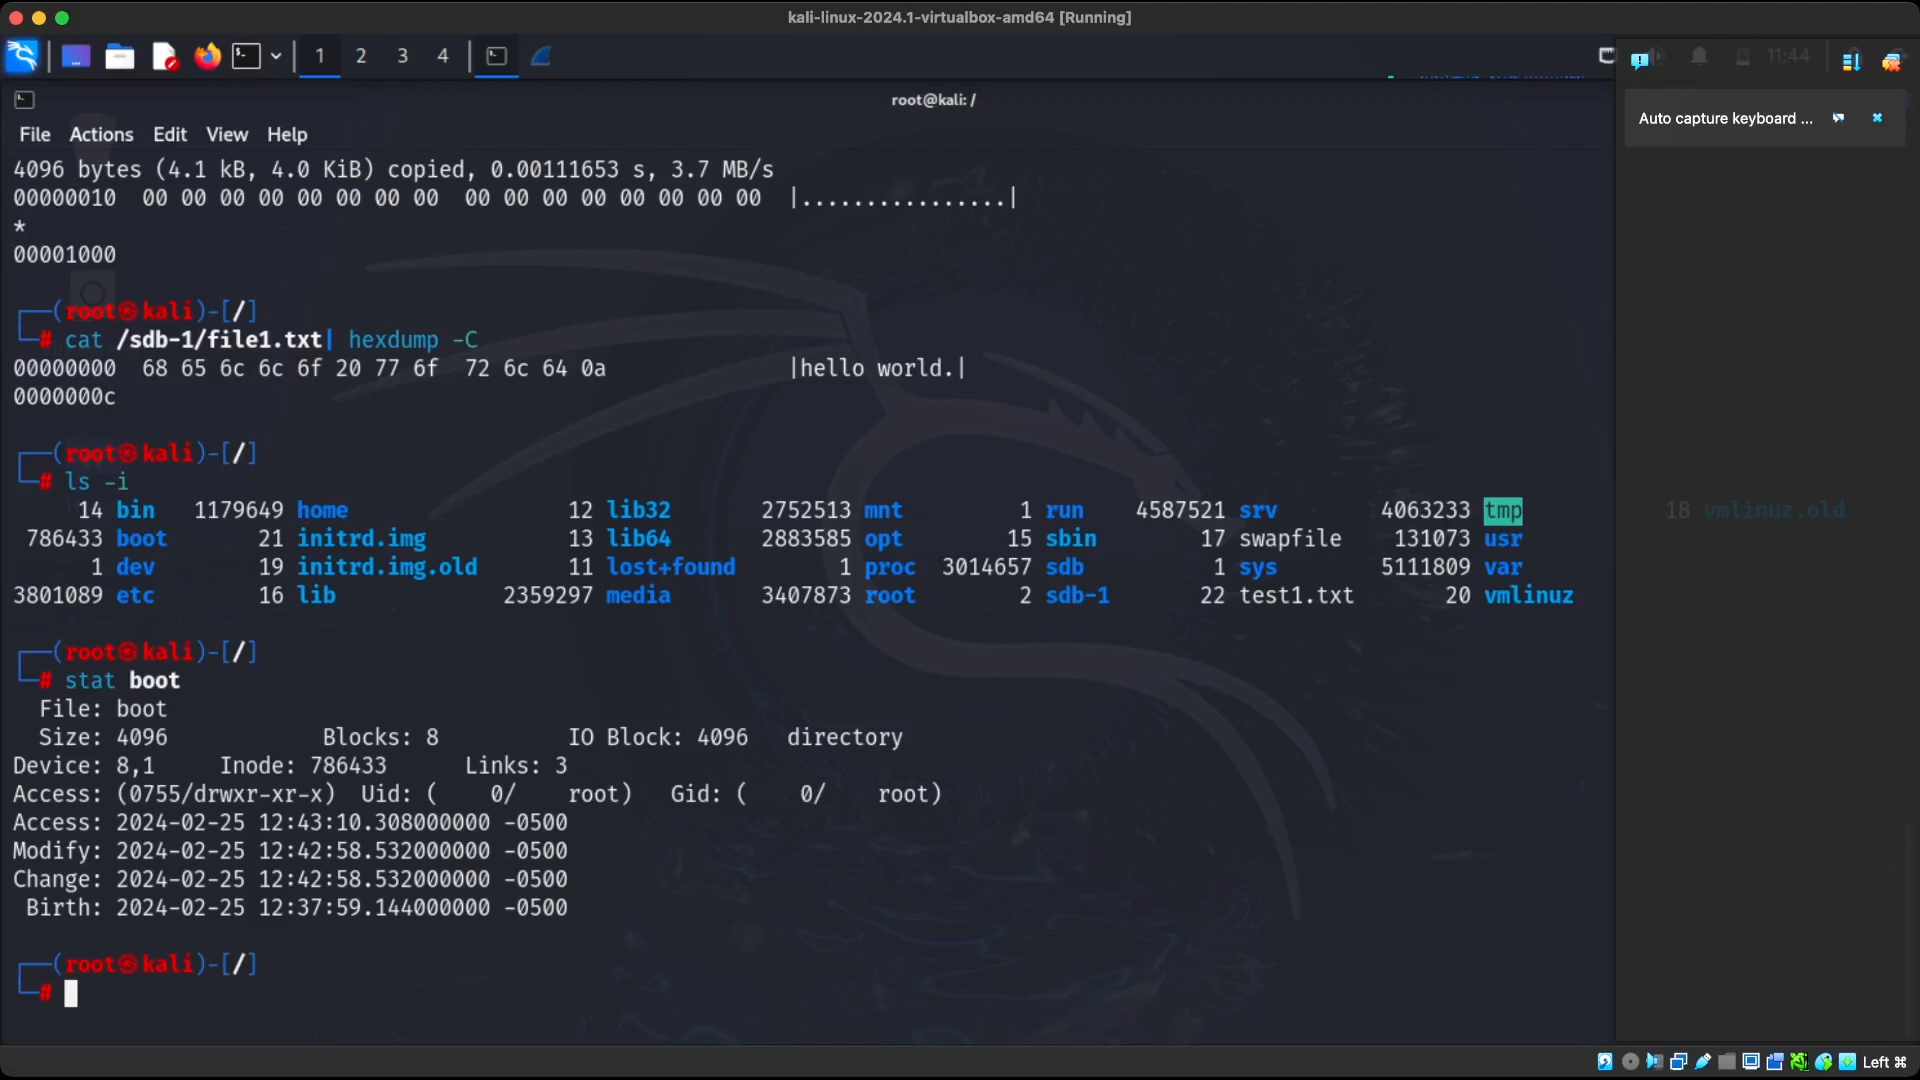 kali-linux-2024.1-virtualbox-amd64 [Running]
1 2 3 4
11:44
root@kali: /
Auto capture keyboard ...
File Actions Edit View Help
4096 bytes (4.1 kB, 4.0 KiB) copied, 0.00111653 s, 3.7 MB/s
00000010  00 00 00 00 00 00 00 00  00 00 00 00 00 00 00 00  |................|
*
00001000
┌──(root㉿kali)-[/]
└─# cat /sdb-1/file1.txt| hexdump -C
00000000  68 65 6c 6c 6f 20 77 6f  72 6c 64 0a              |hello world.|
0000000c
┌──(root㉿kali)-[/]
└─# ls -i
14 bin 1179649 home 12 lib32 2752513 mnt 1 run 4587521 srv 4063233 tmp 18 vmlinuz.old
786433 boot 21 initrd.img 13 lib64 2883585 opt 15 sbin 17 swapfile 131073 usr
1 dev 19 initrd.img.old 11 lost+found 1 proc 3014657 sdb 1 sys 5111809 var
3801089 etc 16 lib 2359297 media 3407873 root 2 sdb-1 22 test1.txt 20 vmlinuz
┌──(root㉿kali)-[/]
└─# stat boot
File: boot
Size: 4096 Blocks: 8 IO Block: 4096 directory
Device: 8,1 Inode: 786433 Links: 3
Access: (0755/drwxr-xr-x) Uid: ( 0/ root) Gid: ( 0/ root)
Access: 2024-02-25 12:43:10.308000000 -0500
Modify: 2024-02-25 12:42:58.532000000 -0500
Change: 2024-02-25 12:42:58.532000000 -0500
Birth: 2024-02-25 12:37:59.144000000 -0500
┌──(root㉿kali)-[/]
└─#
Left ⌘